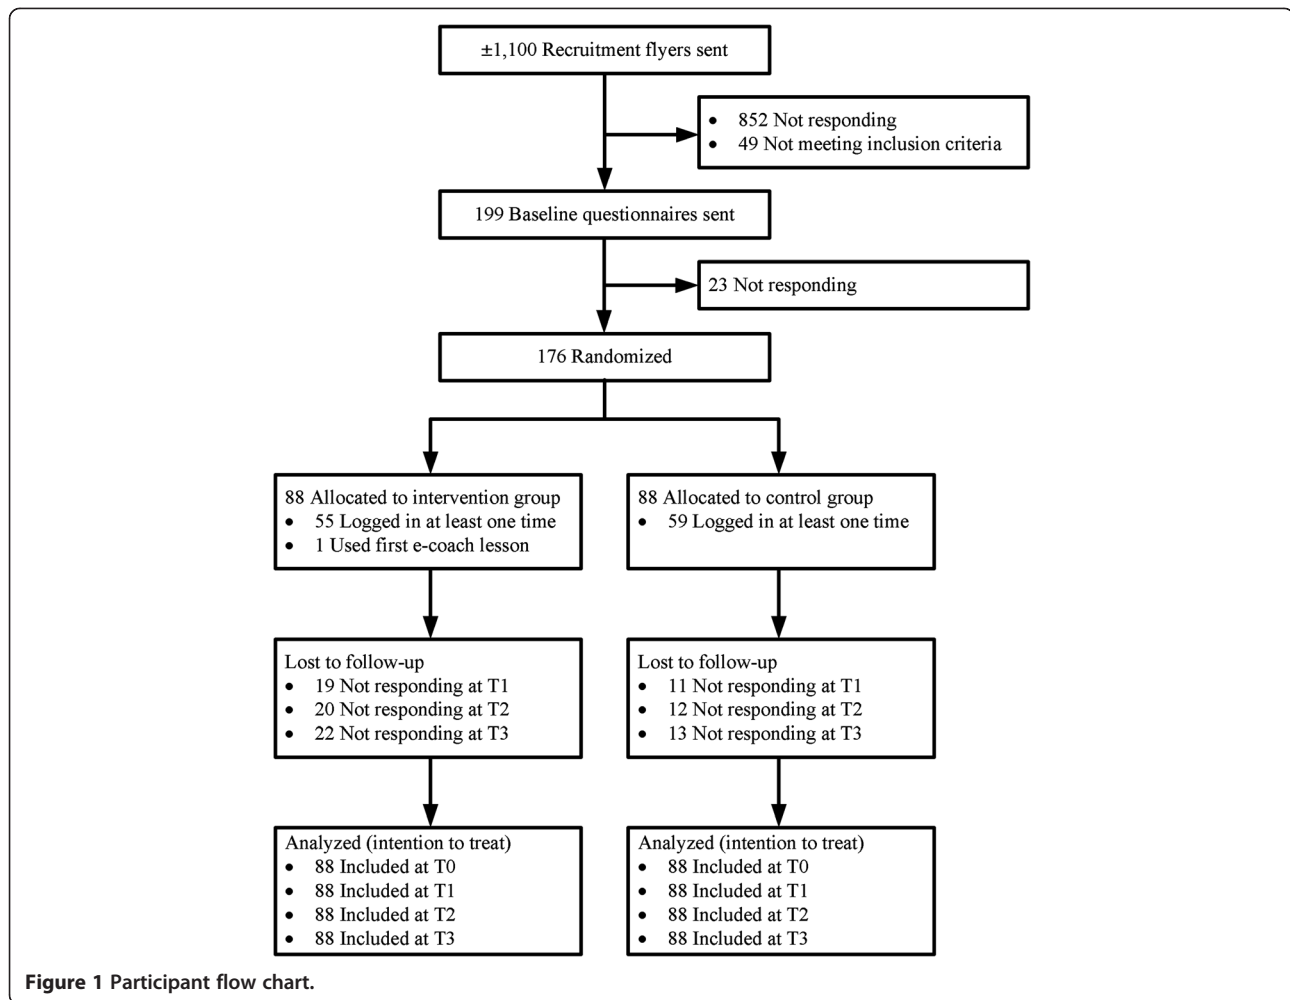 ±1,100 Recruitment flyers sent
• 852 Not responding
• 49 Not meeting inclusion criteria
199 Baseline questionnaires sent
23 Not responding
176 Randomized
88 Allocated to intervention group
• 55 Logged in at least one time
• 1 Used first e-coach lesson
88 Allocated to control group
• 59 Logged in at least one time
Lost to follow-up
• 19 Not responding at T1
• 20 Not responding at T2
• 22 Not responding at T3
Lost to follow-up
• 11 Not responding at T1
• 12 Not responding at T2
• 13 Not responding at T3
Analyzed (intention to treat)
• 88 Included at T0
• 88 Included at T1
• 88 Included at T2
• 88 Included at T3
Analyzed (intention to treat)
• 88 Included at T0
• 88 Included at T1
• 88 Included at T2
• 88 Included at T3
Figure 1 Participant flow chart.